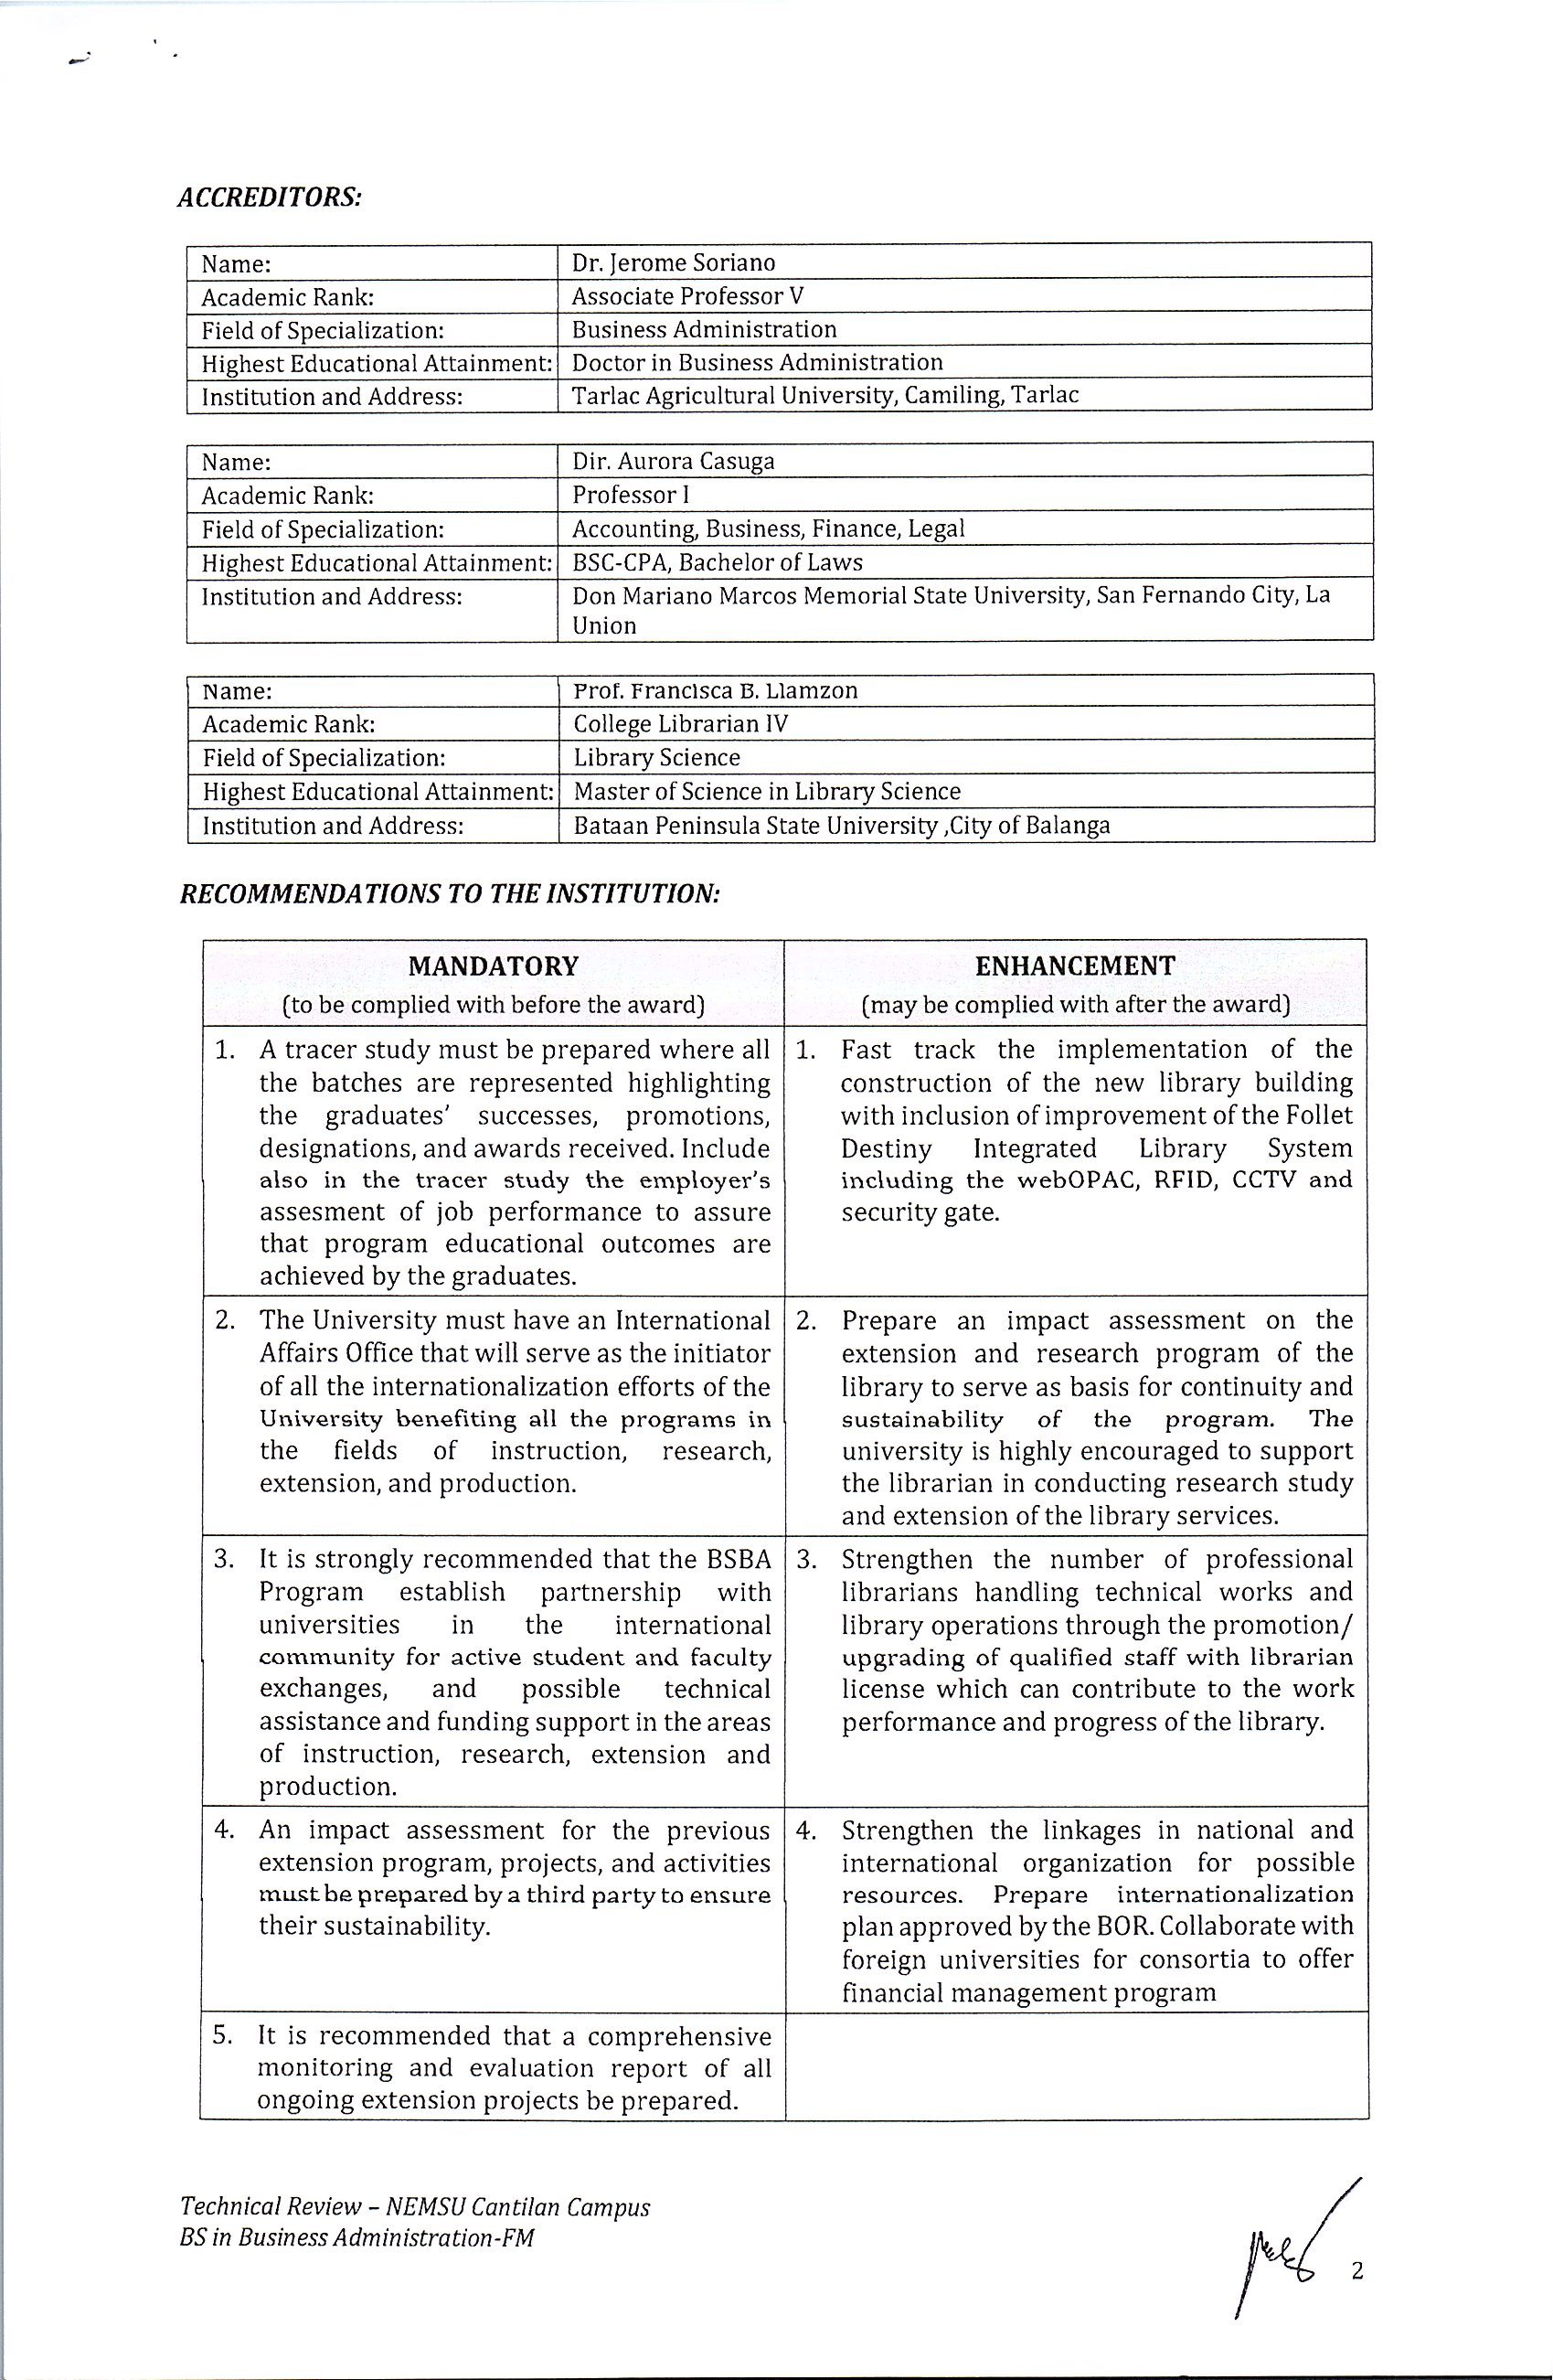 ACCREDITORS:
Name: Dr. Jerome Soriano
Academic Rank: Associate Professor V
Field of Specialization: Business Administration
Highest Educational Attainment: Doctor in Business Administration
Institution and Address: Tarlac Agricultural University, Camiling, Tarlac
Name: Dir. Aurora Casuga
Academic Rank: Professor I
Field of Specialization: Accounting, Business, Finance, Legal
Highest Educational Attainment: BSC-CPA, Bachelor of Laws
Institution and Address: Don Mariano Marcos Memorial State University, San Fernando City, La
Union
Name: Prof. Francisca B. Llamzon
Academic Rank: College Librarian IV
Field of Specialization: Library Science
Highest Educational Attainment: Master of Science in Library Science
Institution and Address: Bataan Peninsula State University ,City of Balanga
RECOMMENDATIONS TO THE INSTITUTION:
MANDATORY
(to be complied with before the award)
ENHANCEMENT
(may be complied with after the award)
1. A tracer study must be prepared where all
the batches are represented highlighting
the graduates' successes, promotions,
designations, and awards received. Include
also in the tracer study the employer's
assesment of job performance to assure
that program educational outcomes are
achieved by the graduates.
1. Fast track the implementation of the
construction of the new library building
with inclusion of improvement of the Follet
Destiny Integrated Library System
including the webOPAC, RFID, CCTV and
security gate.
2. The University must have an International
Affairs Office that will serve as the initiator
of all the internationalization efforts of the
University benefiting all the programs in
the fields of instruction, research,
extension, and production.
2. Prepare an impact assessment on the
extension and research program of the
library to serve as basis for continuity and
sustainability of the program. The
university is highly encouraged to support
the librarian in conducting research study
and extension of the library services.
3. It is strongly recommended that the BSBA
Program establish partnership with
universities in the international
community for active student and faculty
exchanges, and possible technical
assistance and funding support in the areas
of instruction, research, extension and
production.
3. Strengthen the number of professional
librarians handling technical works and
library operations through the promotion/
upgrading of qualified staff with librarian
license which can contribute to the work
performance and progress of the library.
4. An impact assessment for the previous
extension program, projects, and activities
must be prepared by a third party to ensure
their sustainability.
4. Strengthen the linkages in national and
international organization for possible
resources. Prepare internationalization
plan approved by the BOR. Collaborate with
foreign universities for consortia to offer
financial management program
5. It is recommended that a comprehensive
monitoring and evaluation report of all
ongoing extension projects be prepared.
Technical Review – NEMSU Cantilan Campus
BS in Business Administration-FM
2